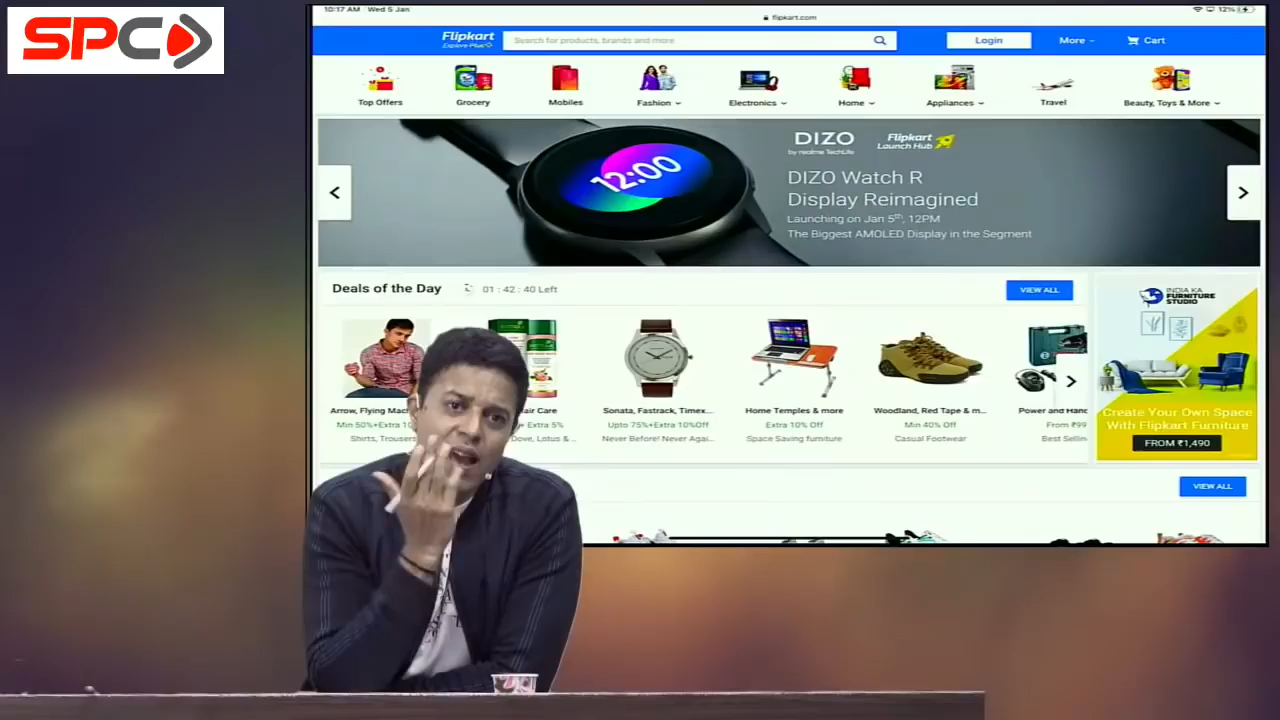 SPC
10:17 AM Wed 5 Jan
flipkart.com
12%
Flipkart
Explore Plus
Search for products, brands and more
Login
More
Cart
Top Offers
Grocery
Mobiles
Fashion
Electronics
Home
Appliances
Travel
Beauty, Toys & More
DIZO
by realme TechLife
Flipkart
Launch Hub
12:00
DIZO Watch R
Display Reimagined
Launching on Jan 5th, 12PM
The Biggest AMOLED Display in the Segment
Deals of the Day
01 : 42 : 40 Left
VIEW ALL
INDIA KA
FURNITURE
STUDIO
Create Your Own Space
With Flipkart Furniture
FROM ₹1,490
Arrow, Flying Mac
Min 50%+Extra 1
Shirts, Trousers
air Care
+ Extra 5%
Dove, Lotus & ...
Sonata, Fastrack, Timex...
Upto 75%+Extra 10%Off
Never Before! Never Agai...
Home Temples & more
Extra 10% Off
Space Saving furniture
Woodland, Red Tape & m...
Min 40% Off
Casual Footwear
Power and Hand
From ₹99
Best Sellin
VIEW ALL